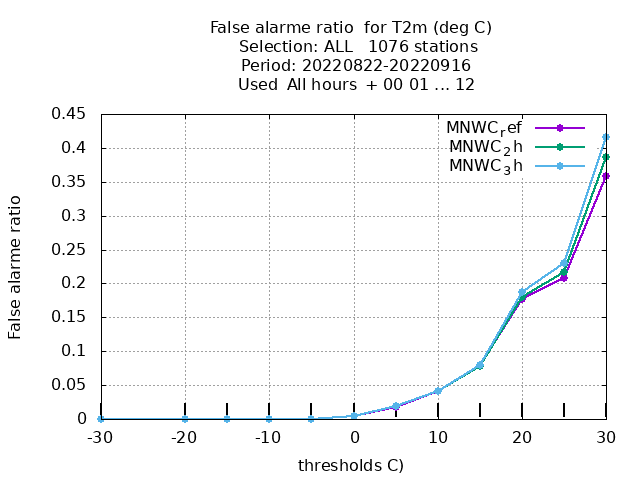 False alarme ratio  for T2m (deg C)
Selection: ALL   1076 stations
Period: 20220822-20220916
Used  All hours  + 00 01 ... 12
MNWC_ref
MNWC_2h
MNWC_3h
0.45
0.4
0.35
0.3
0.25
0.2
0.15
0.1
0.05
0
False alarme ratio
-30 -20 -10 0 10 20 30
thresholds C)